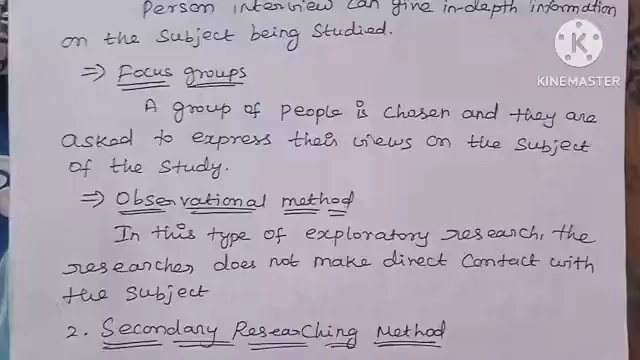 Person interview can give in-depth information
on the subject being studied.
⇒ Focus groups
A group of people is chosen and they are
asked to express their views on the subject
of the study.
⇒ Observational method
In this type of exploratory research, the
researcher does not make direct contact with
the subject
2. Secondary Researching Method
K
KINEMASTER